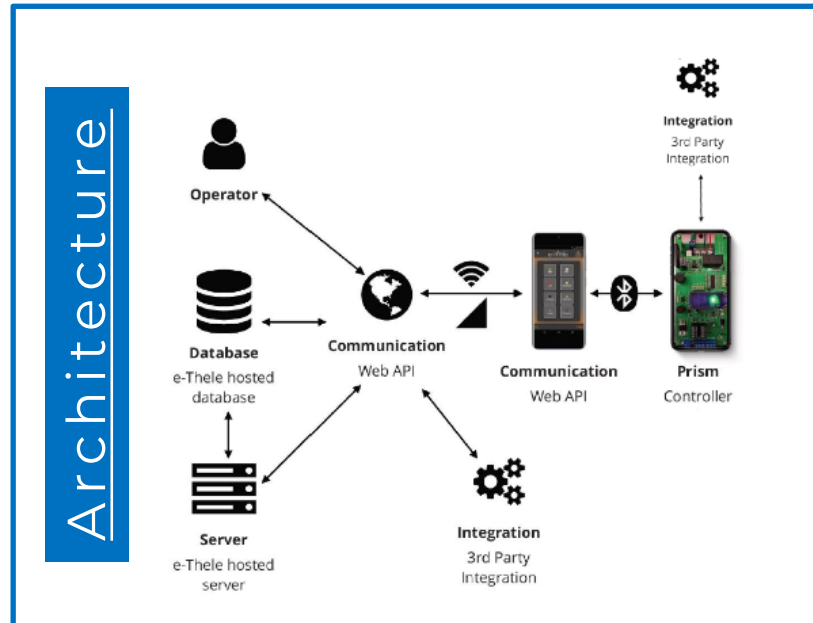 Architecture
Operator
Database
e-Thele hosted
database
Server
e-Thele hosted
server
Communication
Web API
Integration
3rd Party
Integration
Communication
Web API
Integration
3rd Party
Integration
Prism
Controller